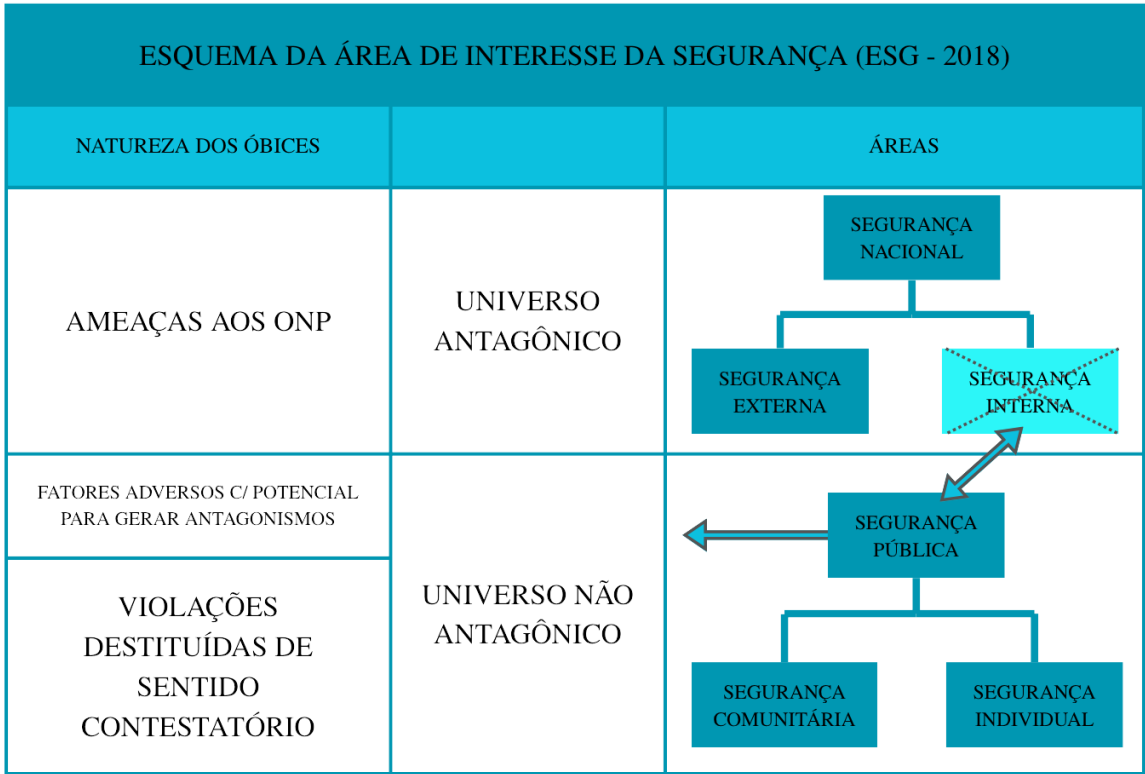 ESQUEMA DA ÁREA DE INTERESSE DA SEGURANÇA (ESG - 2018)
NATUREZA DOS ÓBICES
ÁREAS
AMEAÇAS AOS ONP
UNIVERSO
ANTAGÔNICO
SEGURANÇA
NACIONAL
SEGURANÇA
EXTERNA
SEGURANÇA
INTERNA
FATORES ADVERSOS C/ POTENCIAL
PARA GERAR ANTAGONISMOS
VIOLAÇÕES
DESTITUÍDAS DE
SENTIDO
CONTESTATÓRIO
UNIVERSO NÃO
ANTAGÔNICO
SEGURANÇA
PÚBLICA
SEGURANÇA
COMUNITÁRIA
SEGURANÇA
INDIVIDUAL